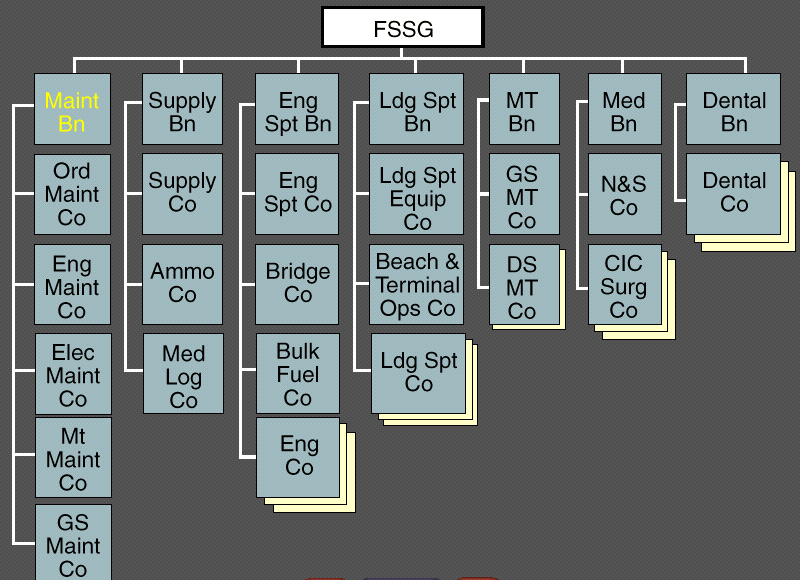 FSSG
Maint
Bn
Ord
Maint
Co
Eng
Maint
Co
Elec
Maint
Co
Mt
Maint
Co
GS
Maint
Co
Supply
Bn
Supply
Co
Ammo
Co
Med
Log
Co
Eng
Spt Bn
Eng
Spt Co
Bridge
Co
Bulk
Fuel
Co
Eng
Co
Ldg Spt
Bn
Ldg Spt
Equip
Co
Beach &
Terminal
Ops Co
Ldg Spt
Co
MT
Bn
GS
MT
Co
DS
MT
Co
Med
Bn
N&S
Co
CIC
Surg
Co
Dental
Bn
Dental
Co